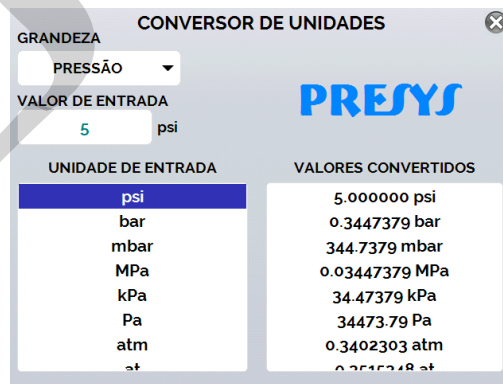 CONVERSOR DE UNIDADES
GRANDEZA
PRESSÃO
VALOR DE ENTRADA
5 psi
PRESYS
UNIDADE DE ENTRADA
psi
bar
mbar
MPa
kPa
Pa
atm
at
VALORES CONVERTIDOS
5.000000 psi
0.3447379 bar
344.7379 mbar
0.03447379 MPa
34.47379 kPa
34473.79 Pa
0.3402303 atm